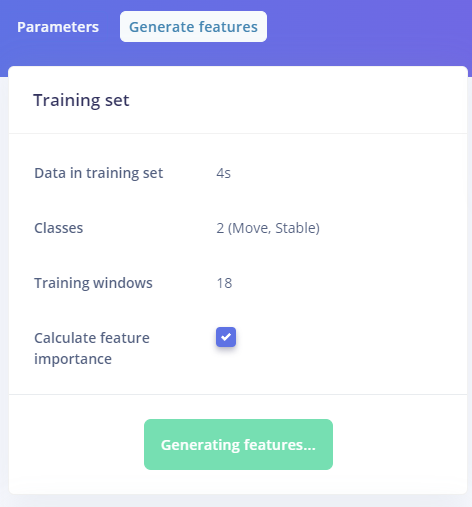 Parameters Generate features
Training set
Data in training set 4s
Classes 2 (Move, Stable)
Training windows 18
Calculate feature
importance
Generating features...